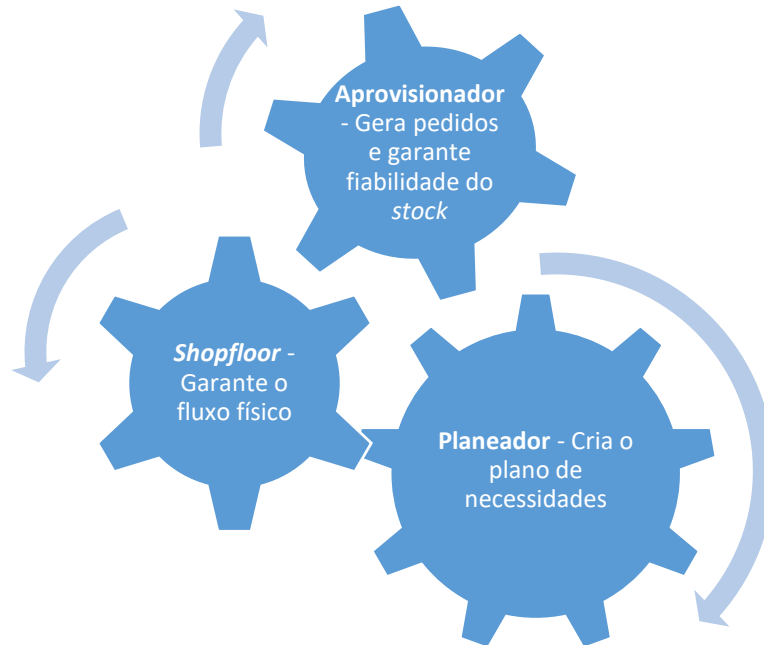 Aprovisionador
- Gera pedidos
e garante
fiabilidade do
stock
Shopfloor -
Garante o
fluxo físico
Planeador - Cria o
plano de
necessidades